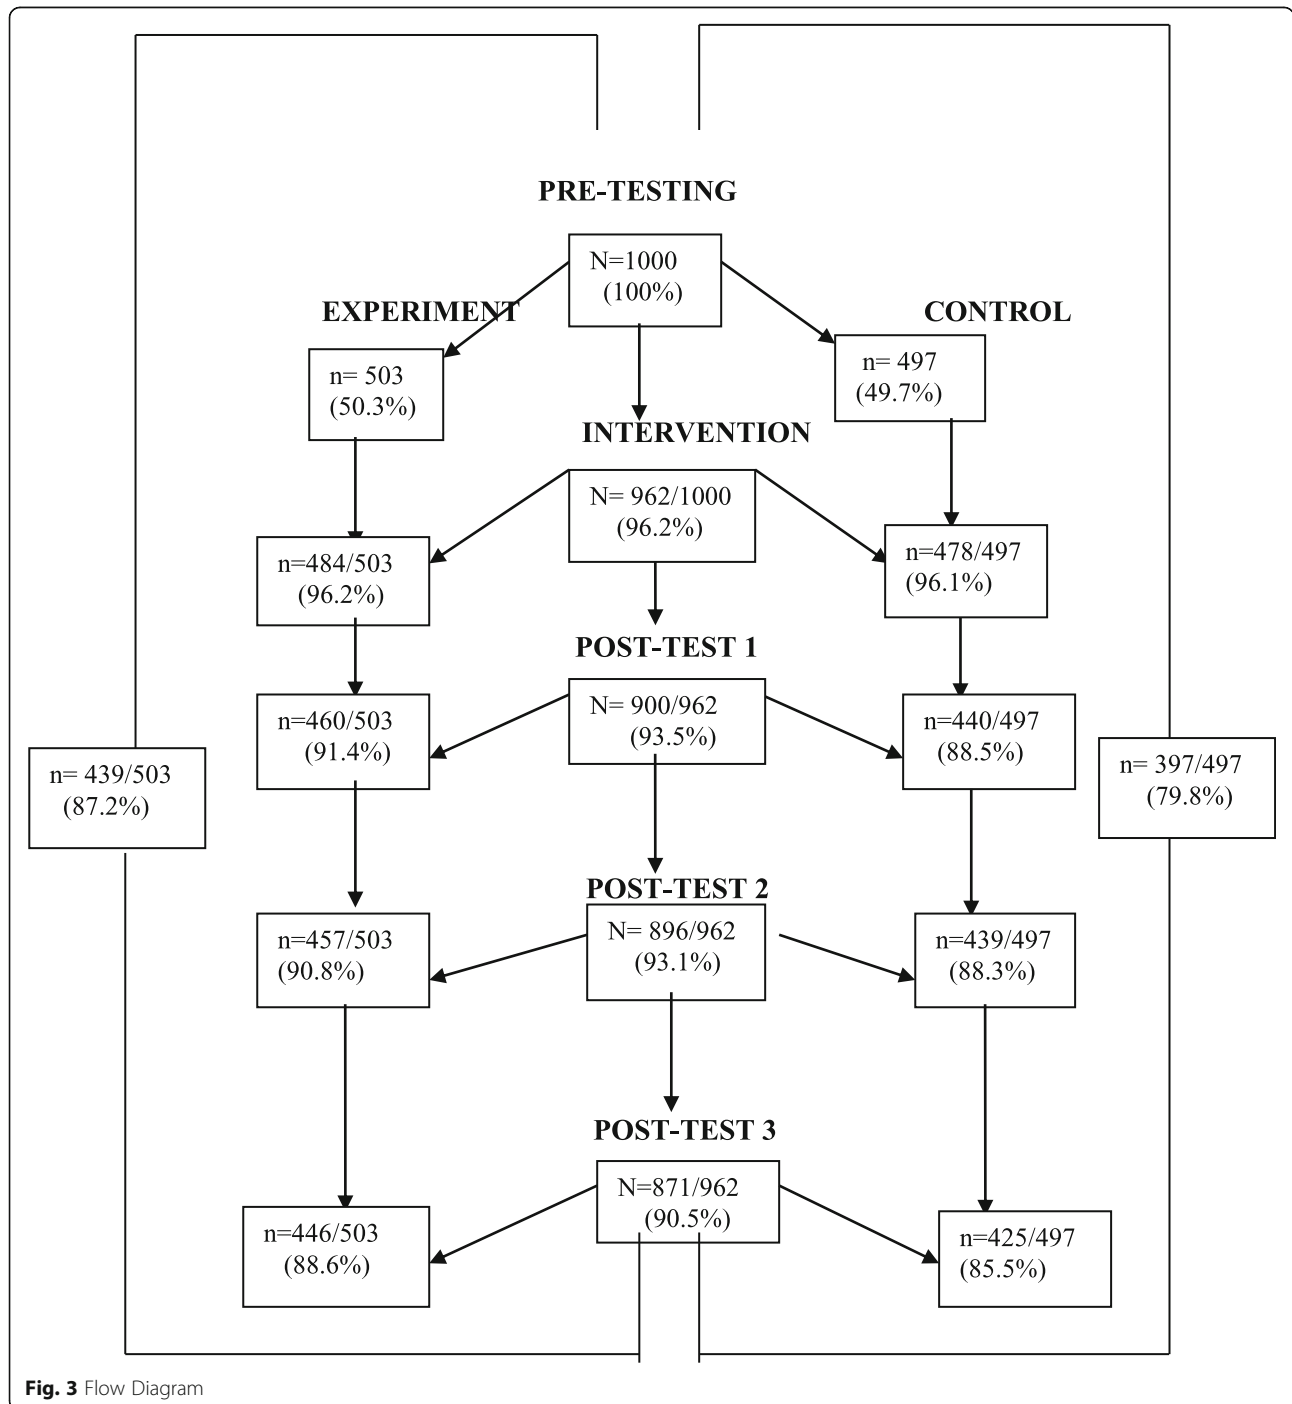 PRE-TESTING
N=1000
(100%)
EXPERIMENT
CONTROL
n= 503
(50.3%)
n= 497
(49.7%)
INTERVENTION
N= 962/1000
(96.2%)
n=484/503
(96.2%)
n=478/497
(96.1%)
POST-TEST 1
N= 900/962
(93.5%)
n=460/503
(91.4%)
n=440/497
(88.5%)
n= 439/503
(87.2%)
n= 397/497
(79.8%)
POST-TEST 2
N= 896/962
(93.1%)
n=457/503
(90.8%)
n=439/497
(88.3%)
POST-TEST 3
N=871/962
(90.5%)
n=446/503
(88.6%)
n=425/497
(85.5%)
Fig. 3 Flow Diagram